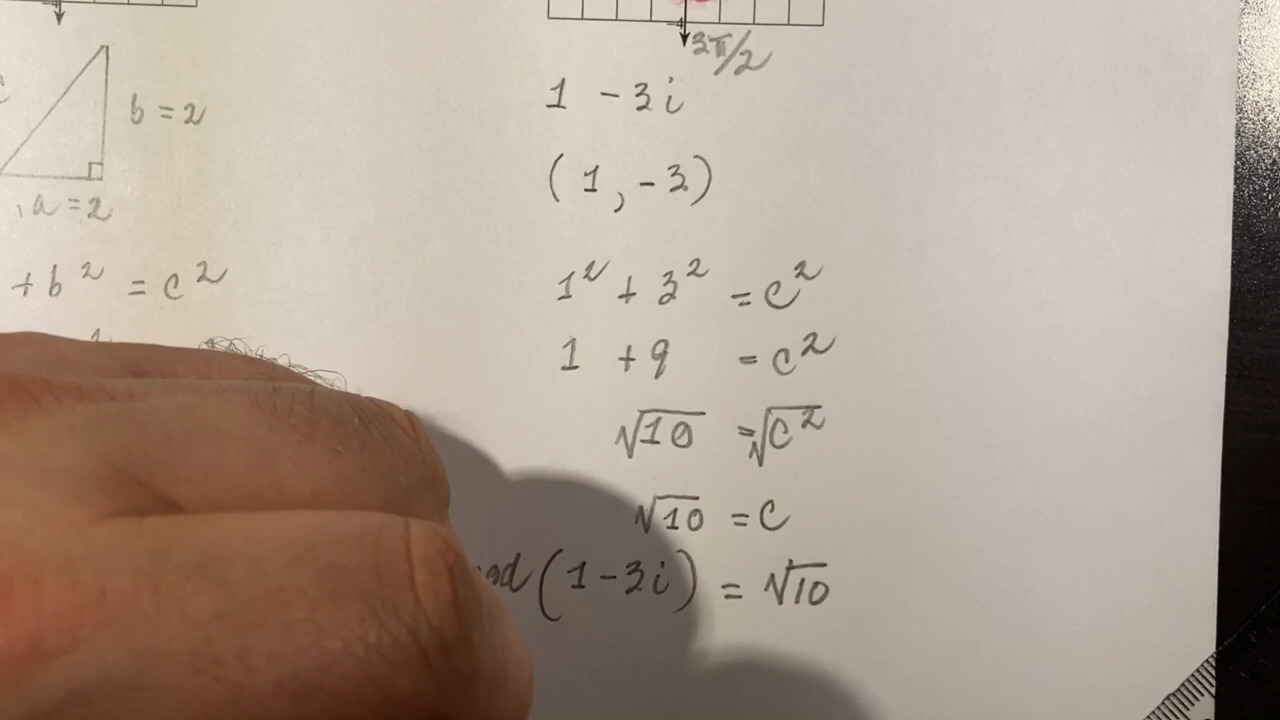 -4
3π/2
b = 2
a = 2
+ b² = c²
1 - 3i
(1, -3)
1² + 3² = c²
1 + 9 = c²
√10 = √c²
√10 = c
(1-3i) = √10